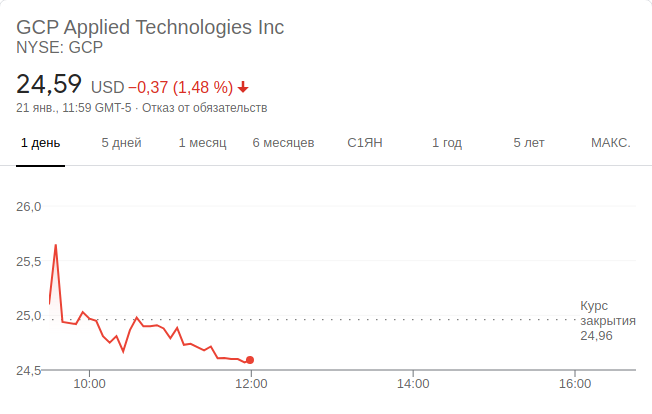 GCP Applied Technologies Inc
NYSE: GCP
24,59 USD −0,37 (1,48 %)
21 янв., 11:59 GMT-5 · Отказ от обязательств
1 день 5 дней 1 месяц 6 месяцев С1ЯН 1 год 5 лет МАКС.
26,0
25,5
25,0
24,5
Курс
закрытия
24,96
10:00 12:00 14:00 16:00